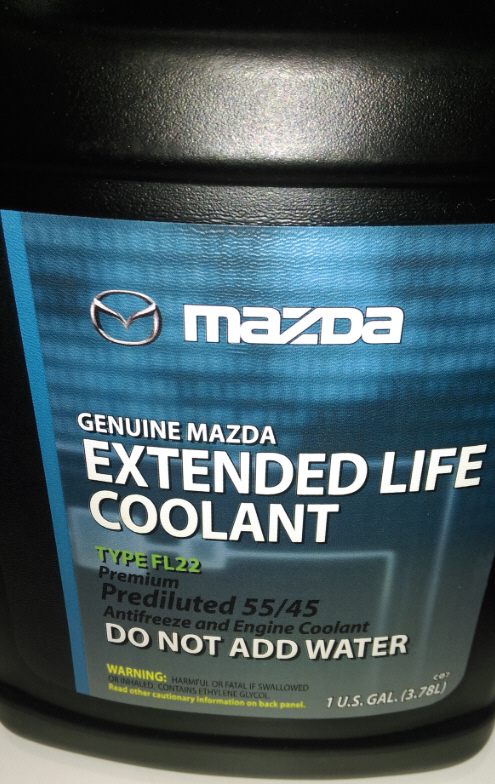 mazda
GENUINE MAZDA
EXTENDED LIFE
COOLANT
TYPE FL22
Premium
Prediluted 55/45
Antifreeze and Engine Coolant
DO NOT ADD WATER
WARNING: HARMFUL OR FATAL IF SWALLOWED
OR INHALED. CONTAINS ETHYLENE GLYCOL.
Read other cautionary information on back panel.
1 U.S. GAL. (3.78L)